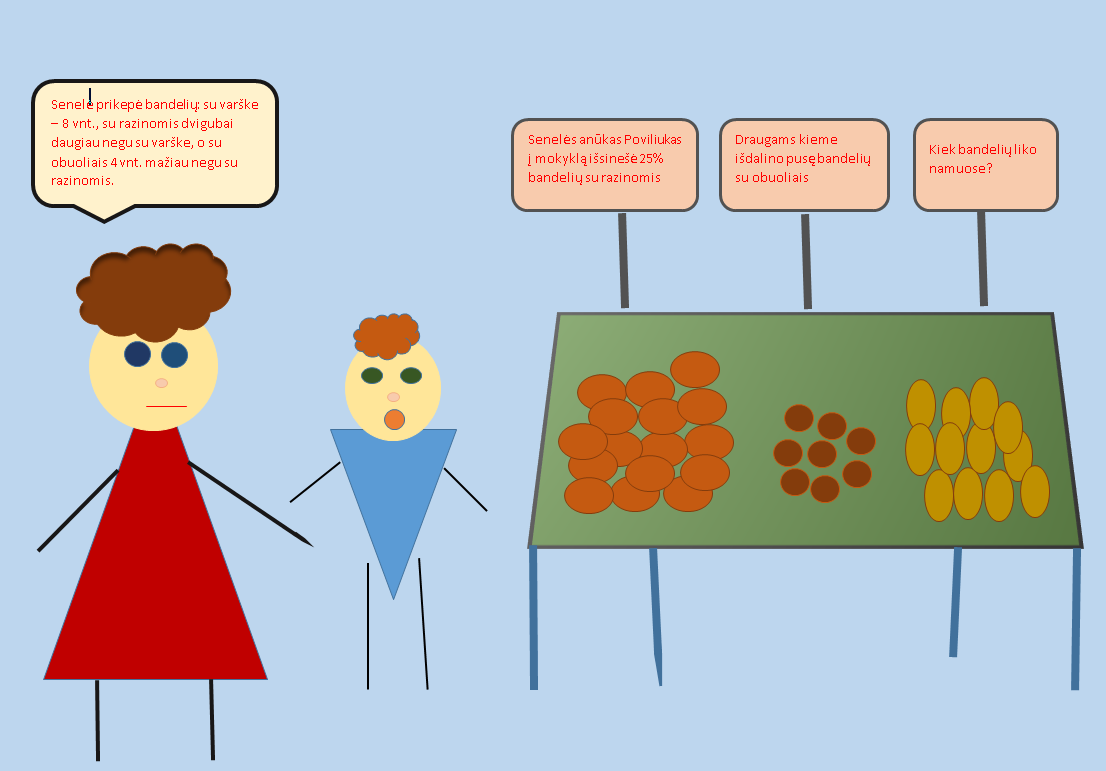 Senelė prikepė bandelių: su varške
– 8 vnt., su razinomis dvigubai
daugiau negu su varške, o su
obuoliais 4 vnt. mažiau negu su
razinomis.
Senelės anūkas Poviliukas
į mokyklą išsinešė 25%
bandelių su razinomis
Draugams kieme
išdalino pusę bandelių
su obuoliais
Kiek bandelių liko
namuose?